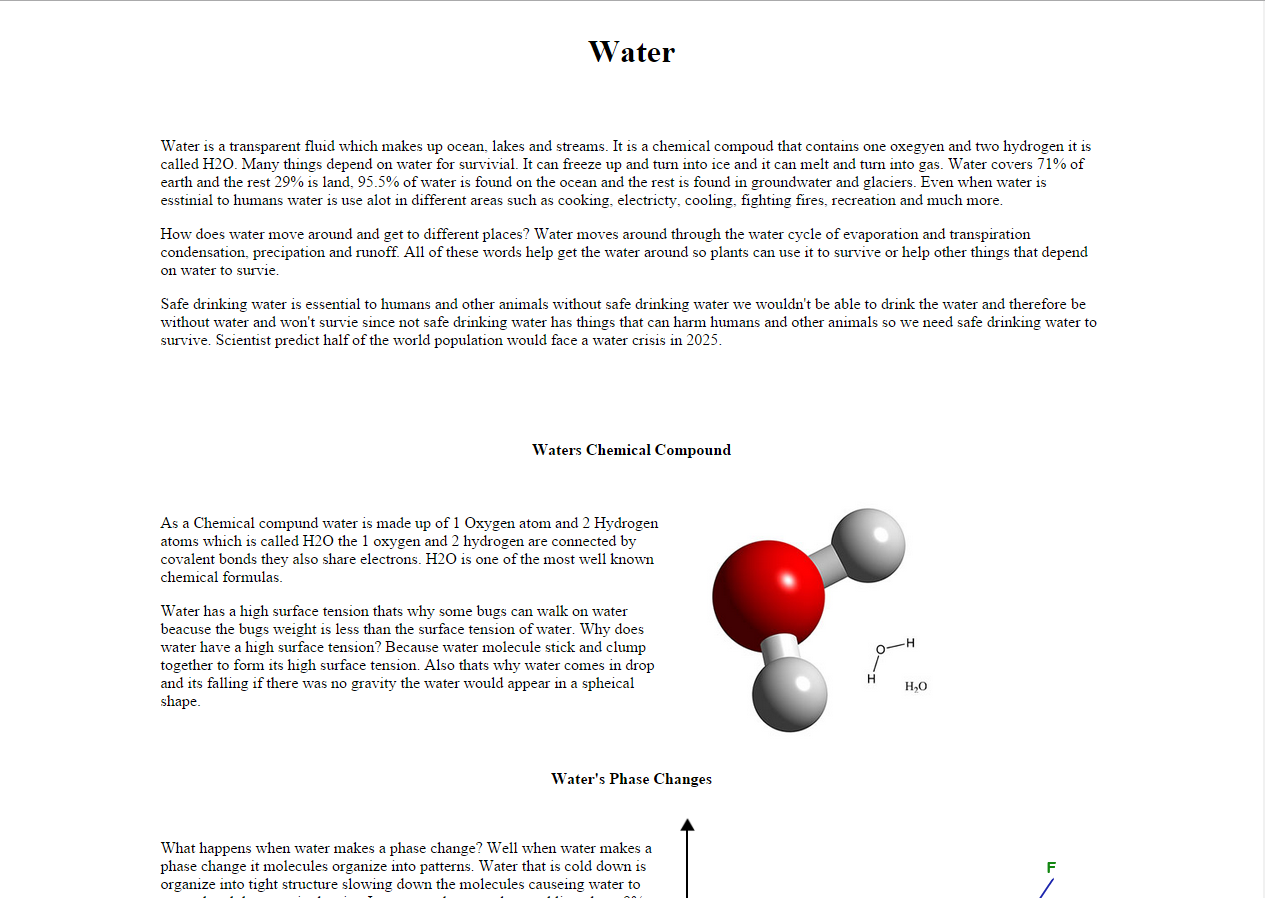 Water
Water is a transparent fluid which makes up ocean, lakes and streams. It is a chemical compoud that contains one oxegyen and two hydrogen it is
called H2O. Many things depend on water for survivial. It can freeze up and turn into ice and it can melt and turn into gas. Water covers 71% of
earth and the rest 29% is land, 95.5% of water is found on the ocean and the rest is found in groundwater and glaciers. Even when water is
esstinial to humans water is use alot in different areas such as cooking, electricty, cooling, fighting fires, recreation and much more.
How does water move around and get to different places? Water moves around through the water cycle of evaporation and transpiration
condensation, precipation and runoff. All of these words help get the water around so plants can use it to survive or help other things that depend
on water to survie.
Safe drinking water is essential to humans and other animals without safe drinking water we wouldn't be able to drink the water and therefore be
without water and won't survie since not safe drinking water has things that can harm humans and other animals so we need safe drinking water to
survive. Scientist predict half of the world population would face a water crisis in 2025.
Waters Chemical Compound
As a Chemical compund water is made up of 1 Oxygen atom and 2 Hydrogen
atoms which is called H2O the 1 oxygen and 2 hydrogen are connected by
covalent bonds they also share electrons. H2O is one of the most well known
chemical formulas.
Water has a high surface tension thats why some bugs can walk on water
beacuse the bugs weight is less than the surface tension of water. Why does
water have a high surface tension? Because water molecule stick and clump
together to form its high surface tension. Also thats why water comes in drop
and its falling if there was no gravity the water would appear in a spheical
shape.
O H
H
H₂O
Water's Phase Changes
What happens when water makes a phase change? Well when water makes a
phase change it molecules organize into patterns. Water that is cold down is
organize into tight structure slowing down the molecules causeing water to
F